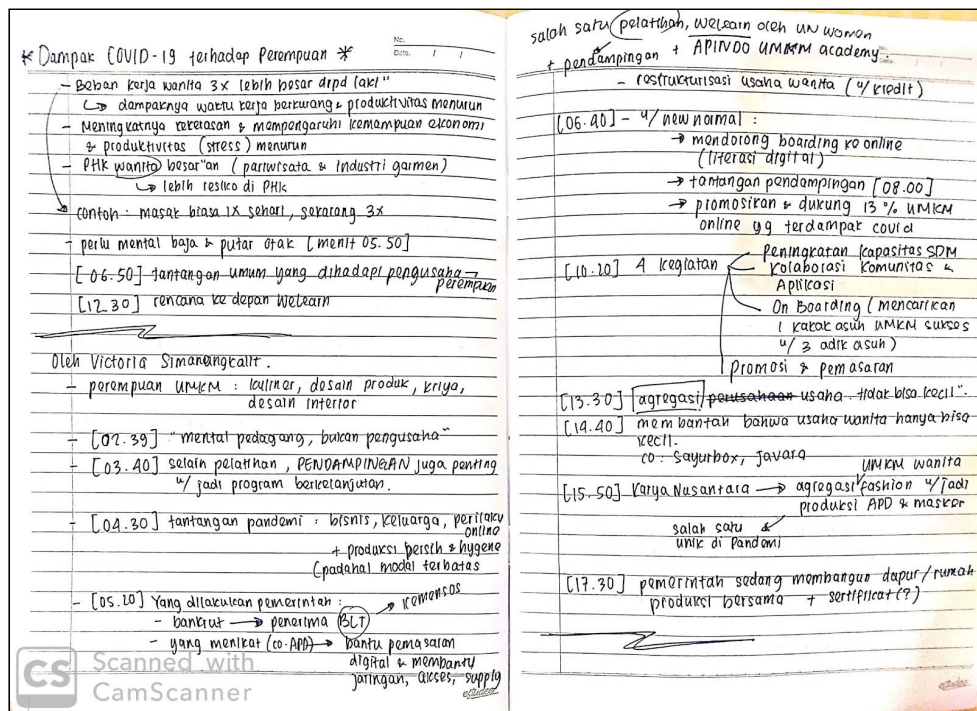 * Dampak COVID-19 terhadap Perempuan *
No.
Date. / /
- Beban kerja wanita 3x lebih besar drpd laki"
↳ dampaknya waktu kerja berkurang & produktivitas menurun
- Meningkatnya kekerasan & mempengaruhi kemampuan ekonomi
& produktivitas (stress) menurun
- PHK wanita besar"an (pariwisata & industri garmen)
↳ lebih resiko di PHK
contoh : masak biasa 1x sehari, sekarang 3x
- perlu mental baja & putar otak [menit 05.50]
[06.50] tantangan umum yang dihadapi pengusaha →
perempuan
[12.30] rencana ke depan Welearn
Oleh Victoria Simanungkalit.
- perempuan UMKM : kuliner, desain produk, kriya,
desain interior
- [02.39] "mental pedagang, bukan pengusaha"
- [03.40] selain pelatihan, PENDAMPINGAN juga penting
u/ jadi program berkelanjutan.
- [04.30] tantangan pandemi : bisnis, keluarga, perilaku
online
+ produksi bersih & hygene
(padahal modal terbatas
- [05.20] Yang dilakukan pemerintah :
- bankrut → penerima BLT → kemensos
- yang menikat (co.APD) → bantu pemasaran
digital & membantu
jaringan, akses, supply
CS Scanned with
CamScanner
eStudee
salah satu pelatihan, Welearn oleh UN Women
+ pendampingan + APINDO UMKM academy.
- restrukturisasi usaha wanita (u/ kredit)
[06.40] - u/ new normal :
→ mendorong boarding ke online
(literasi digital)
→ tantangan pendampingan [08.00]
→ promosikan & dukung 13 % UMKM
online yg terdampak covid
[10.20] 4 kegiatan
Peningkatan kapasitas SDM
kolaborasi komunitas &
Aplikasi
On Boarding (mencarikan
1 kakak asuh UMKM sukses
u/ 3 adik asuh)
promosi & pemasaran
[13.30] agregasi perusahaan usaha. tidak bisa kecil".
[14.40] membantah bahwa usaha wanita hanya bisa
kecil.
co : sayurbox, javara
[15.50] Karya Nusantara → agregasi UMKM wanita fashion u/ jadi
produksi APD & masker
salah satu
unik di Pandemi
[17.30] pemerintah sedang membangun dapur/rumah
produksi bersama + sertifikat (?)
eStudee